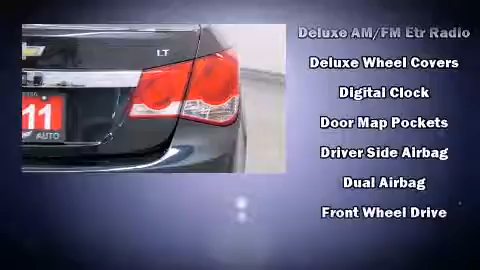 LT
11
AUTO
Deluxe AM/FM Etr Radio
Deluxe Wheel Covers
Digital Clock
Door Map Pockets
Driver Side Airbag
Dual Airbag
Front Wheel Drive